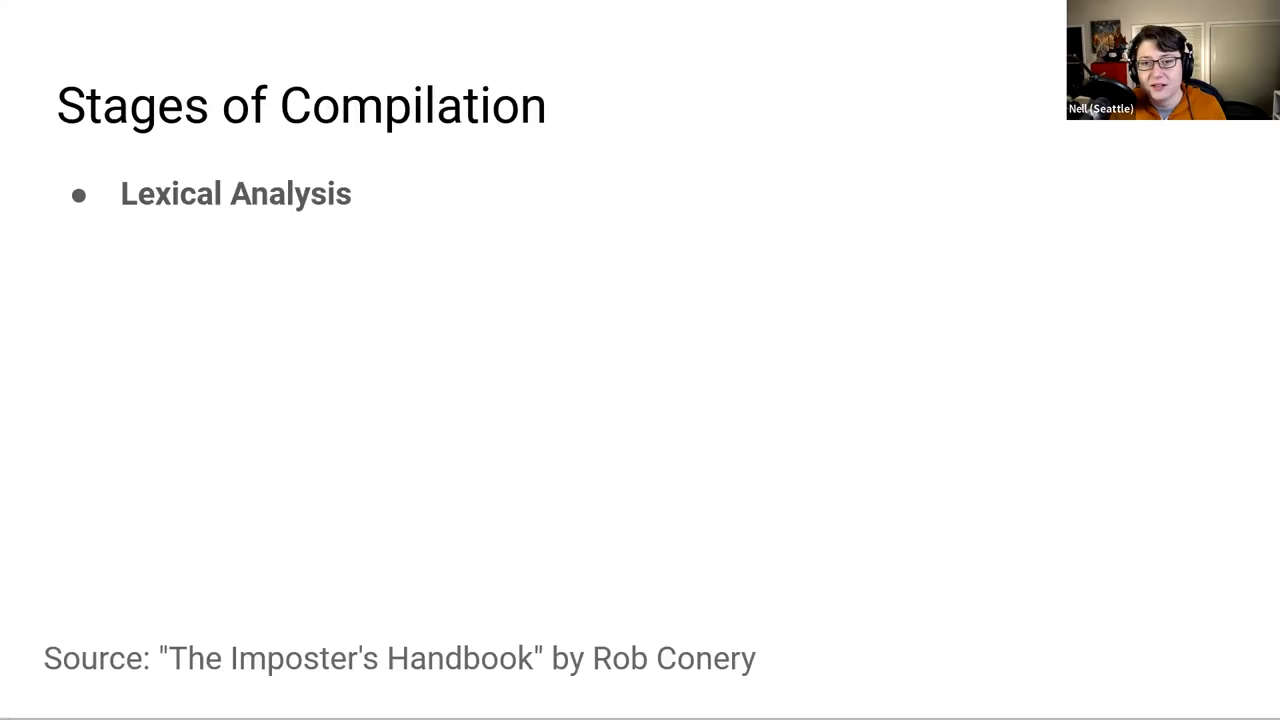 Stages of Compilation
Nell (Seattle)
● Lexical Analysis
Source: "The Imposter's Handbook" by Rob Conery